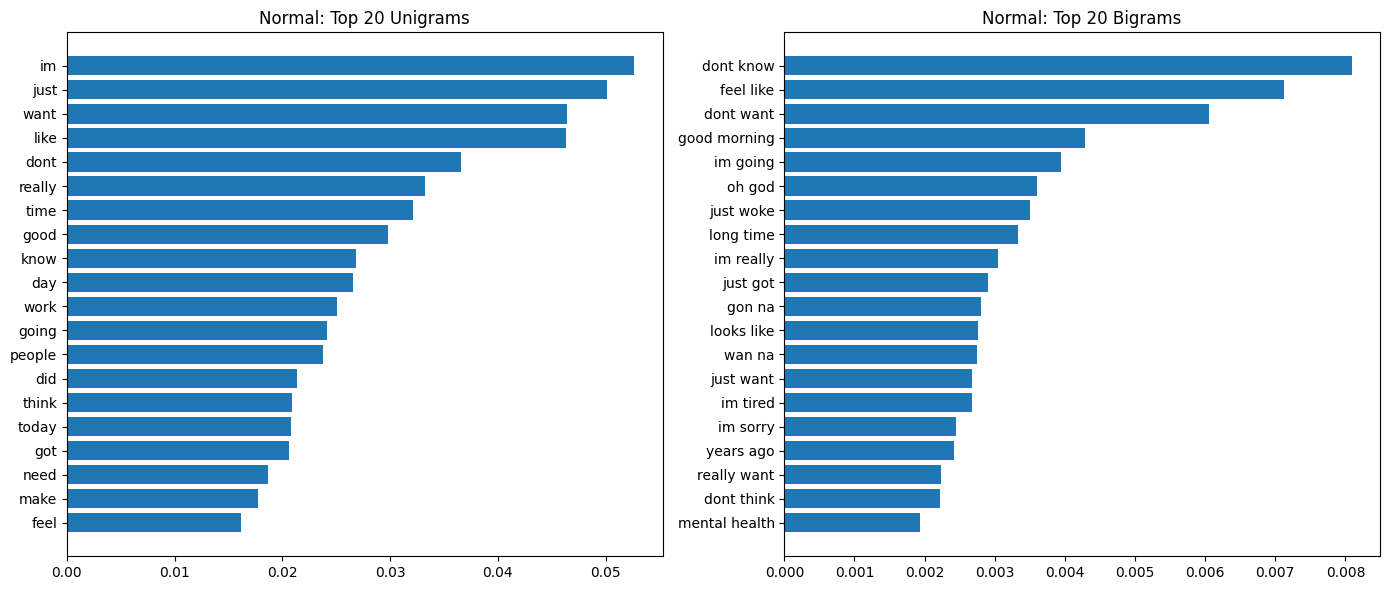 Normal: Top 20 Unigrams
im
just
want
like
dont
really
time
good
know
day
work
going
people
did
think
today
got
need
make
feel
0.00 0.01 0.02 0.03 0.04 0.05
Normal: Top 20 Bigrams
dont know
feel like
dont want
good morning
im going
oh god
just woke
long time
im really
just got
gon na
looks like
wan na
just want
im tired
im sorry
years ago
really want
dont think
mental health
0.000 0.001 0.002 0.003 0.004 0.005 0.006 0.007 0.008